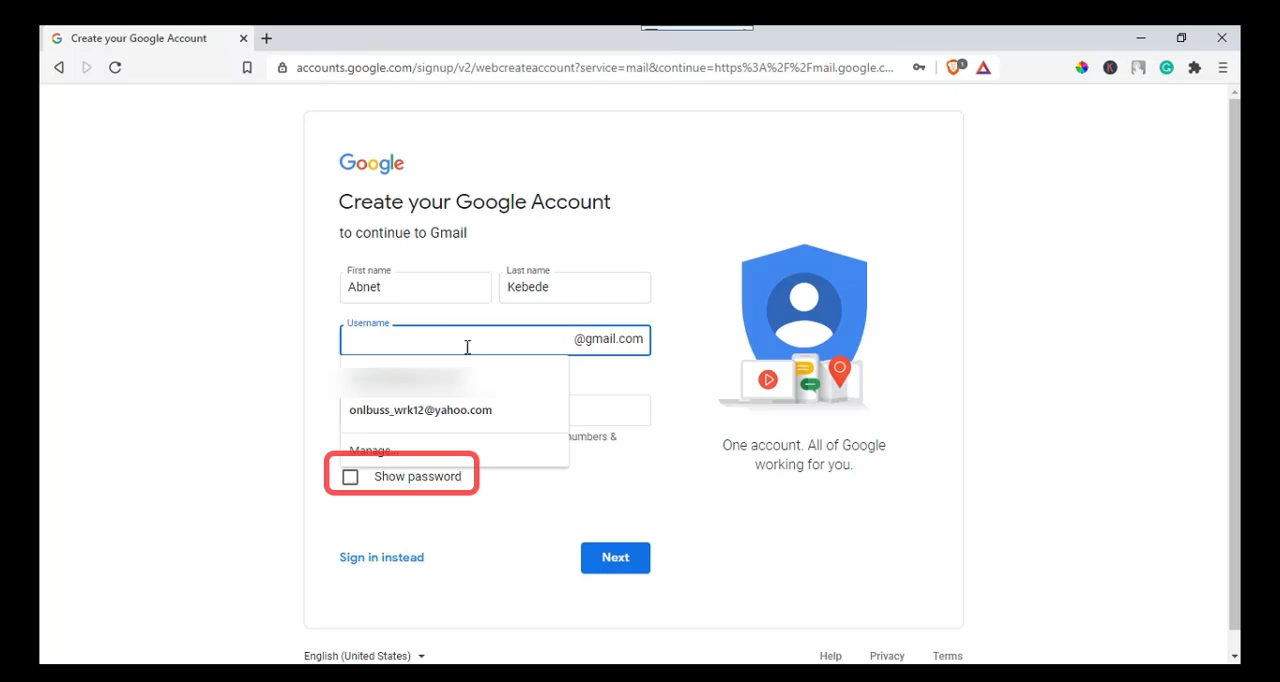 Create your Google Account
accounts.google.com/signup/v2/webcreateaccount?service=mail&continue=https%3A%2F%2Fmail.google.c...
1
K
G
Google
Create your Google Account
to continue to Gmail
First name
Last name
Abnet
Kebede
Username
@gmail.com
onlbuss_wrk12@yahoo.com
numbers &
Manage...
Show password
One account. All of Google
working for you.
Sign in instead
Next
English (United States)
Help
Privacy
Terms